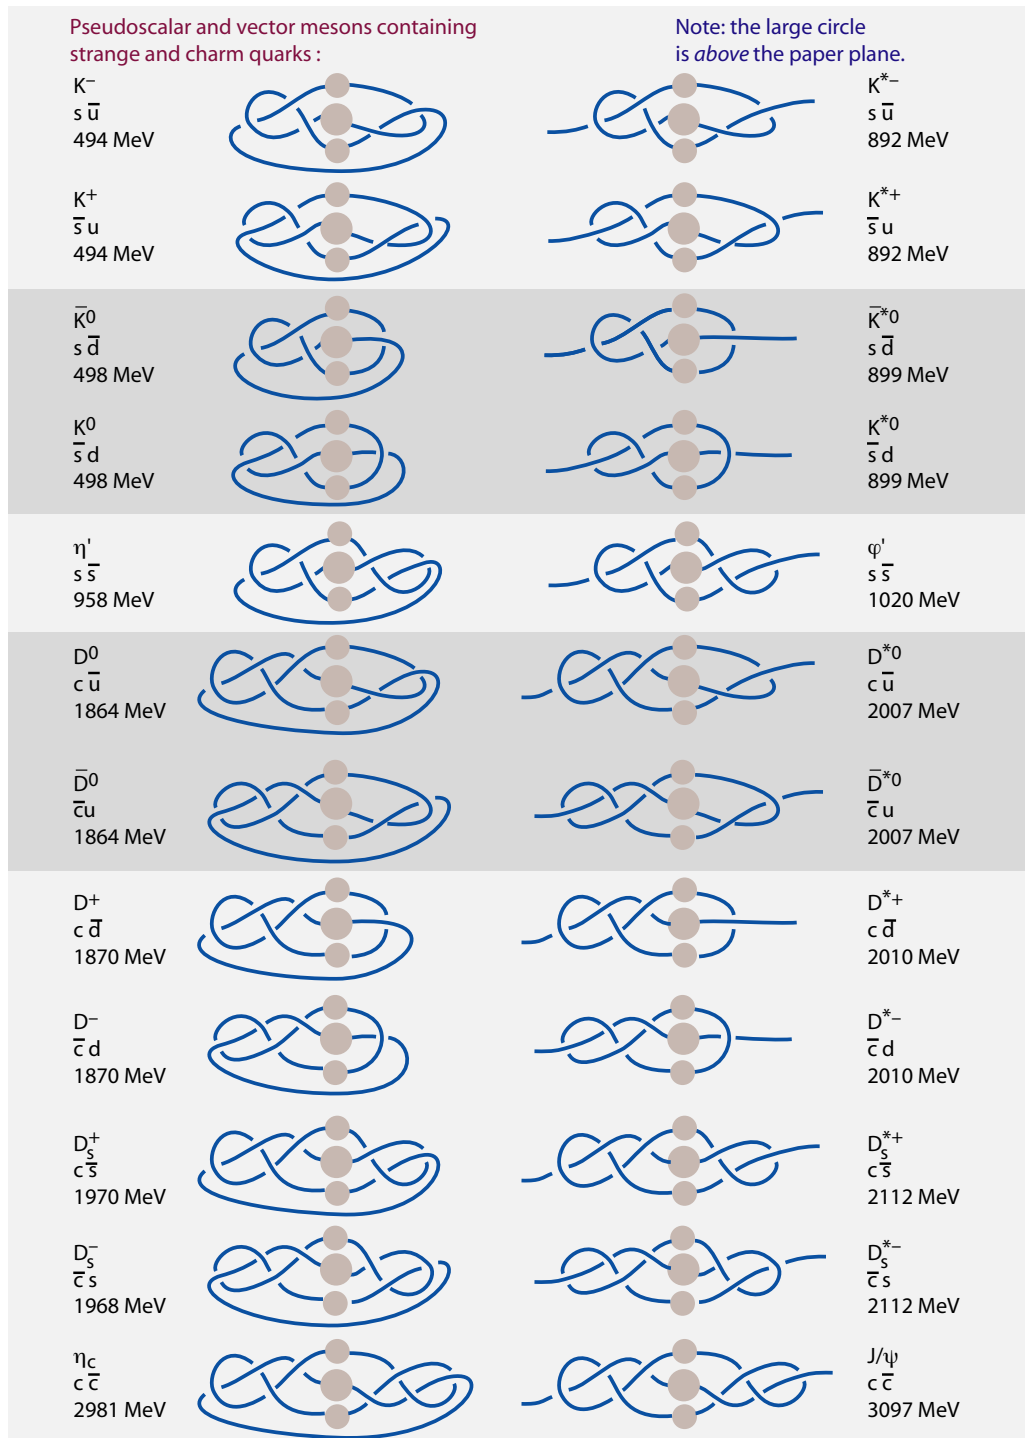 Pseudoscalar and vector mesons containing
strange and charm quarks :
Note: the large circle
is above the paper plane.
K⁻
s u̅
494 MeV
K*⁻
s u̅
892 MeV
K⁺
s̅ u
494 MeV
K*⁺
s̅ u
892 MeV
K̅⁰
s d̅
498 MeV
K̅*⁰
s d̅
899 MeV
K⁰
s̅ d
498 MeV
K*⁰
s̅ d
899 MeV
η'
s s̅
958 MeV
φ'
s s̅
1020 MeV
D⁰
c u̅
1864 MeV
D*⁰
c u̅
2007 MeV
D̅⁰
c̅u
1864 MeV
D̅*⁰
c̅ u
2007 MeV
D⁺
c d̅
1870 MeV
D*⁺
c d̅
2010 MeV
D⁻
c̅ d
1870 MeV
D*⁻
c̅ d
2010 MeV
Dₛ⁺
c s̅
1970 MeV
Dₛ*⁺
c s̅
2112 MeV
Dₛ⁻
c̅ s
1968 MeV
Dₛ*⁻
c̅ s
2112 MeV
ηc
c c̅
2981 MeV
J/ψ
c c̅
3097 MeV